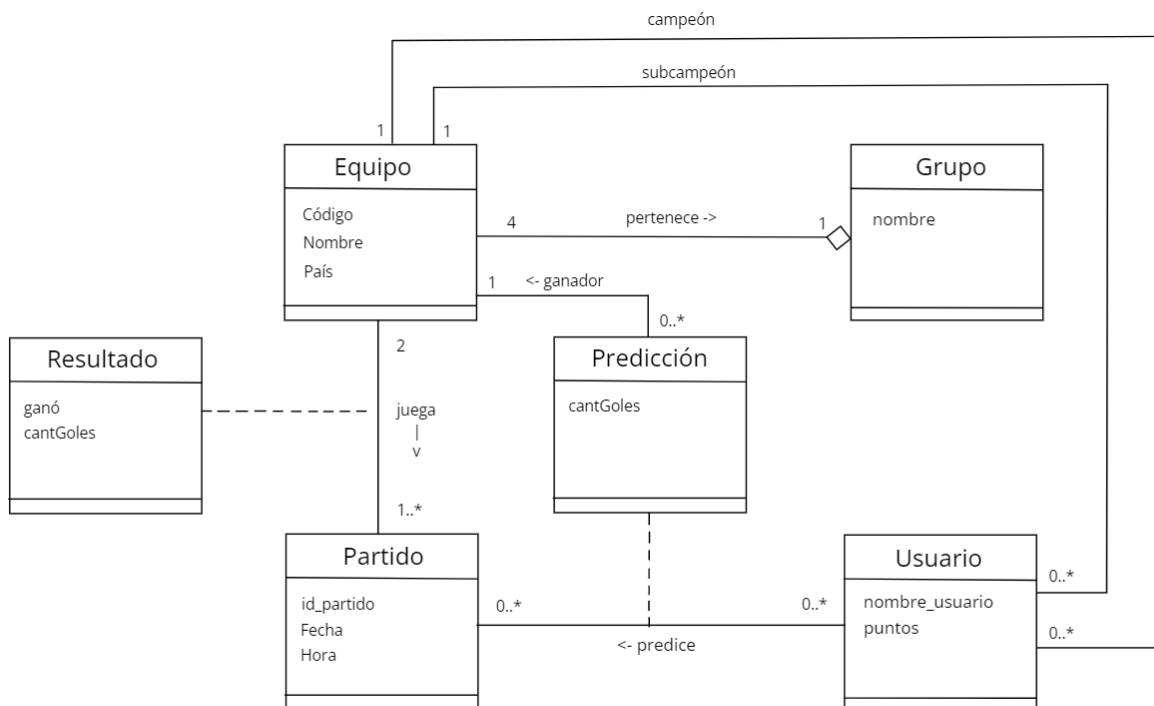 campeón
subcampeón
1
1
Equipo
Código
Nombre
País
4
pertenece ->
1
Grupo
nombre
1
<- ganador
0..*
2
Resultado
ganó
cantGoles
juega
|
v
Predicción
cantGoles
1..*
Partido
id_partido
Fecha
Hora
0..*
0..*
<- predice
Usuario
nombre_usuario
puntos
0..*
0..*